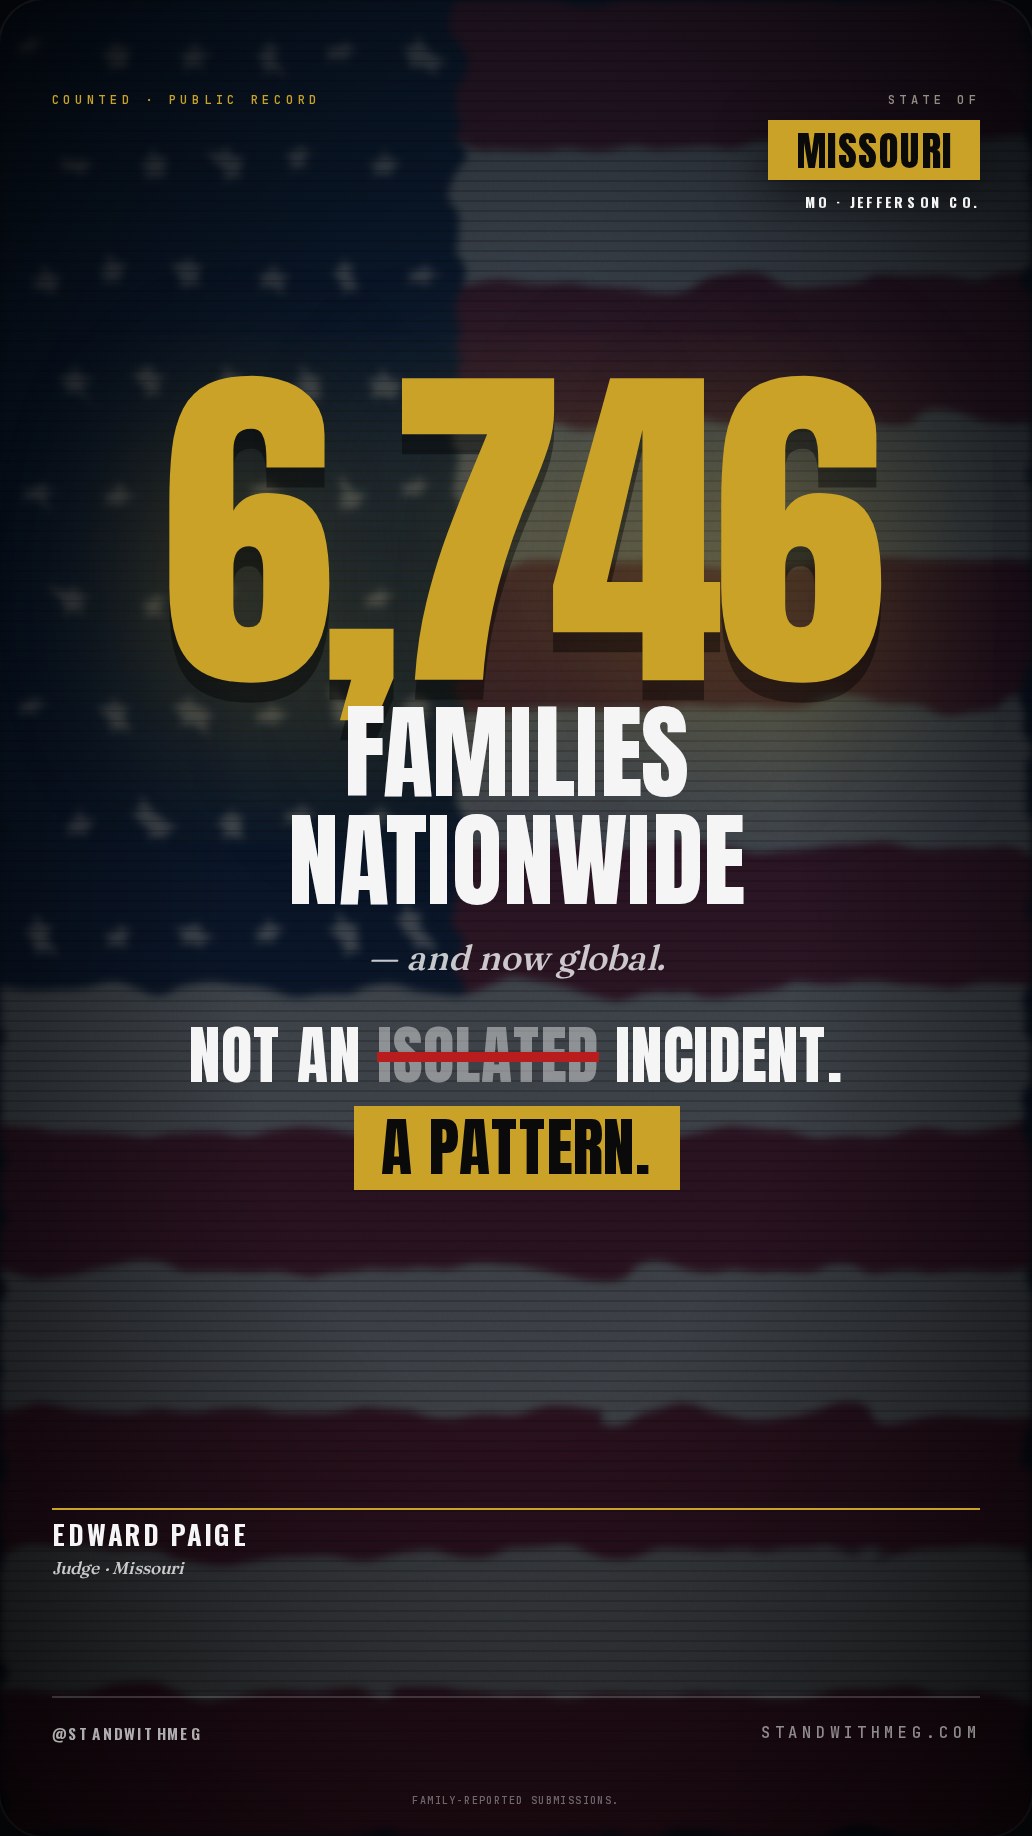 COUNTED · PUBLIC RECORD
STATE OF
MISSOURI
MO · JEFFERSON CO.
6,746
FAMILIES
NATIONWIDE
— and now global.
NOT AN ISOLATED INCIDENT.
A PATTERN.
EDWARD PAIGE
Judge · Missouri
@STANDWITHMEG
STANDWITHMEG.COM
FAMILY-REPORTED SUBMISSIONS.